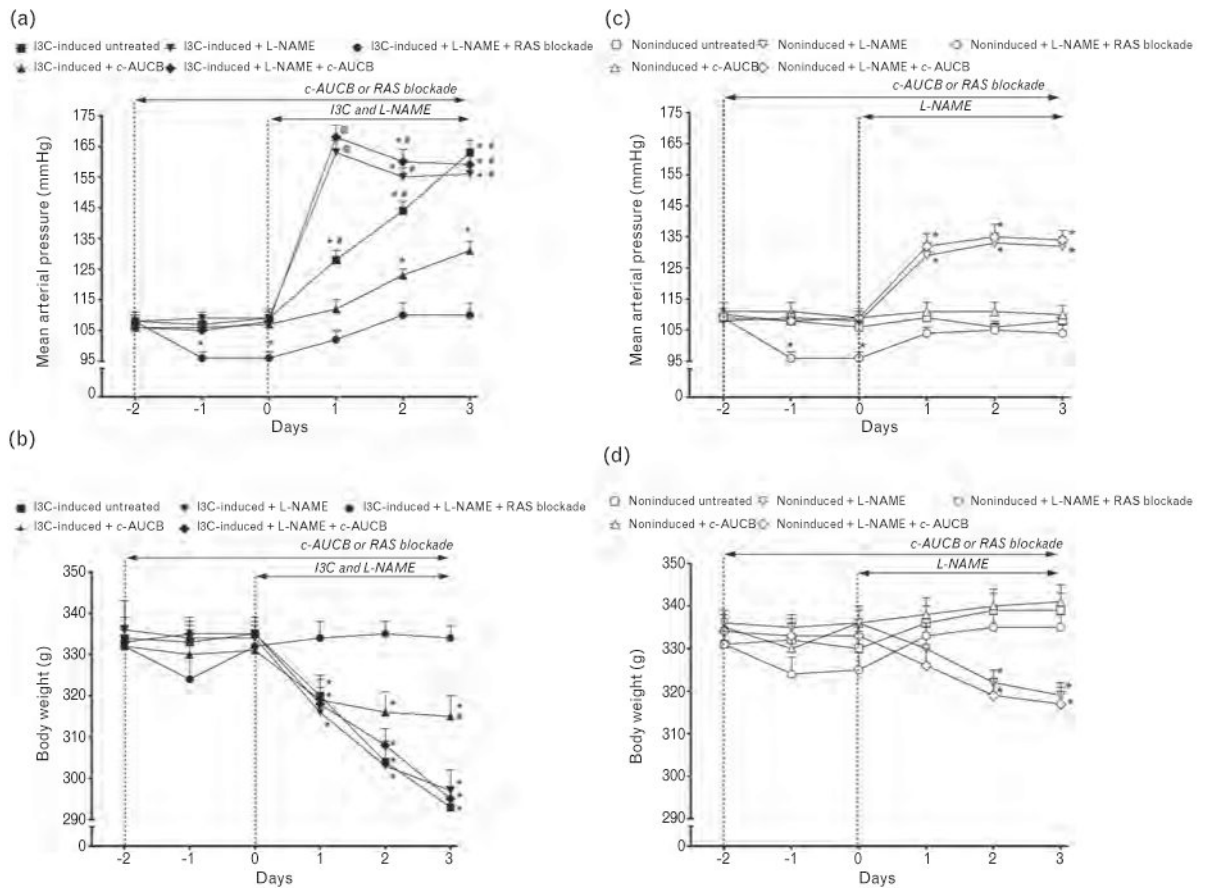 (a)
I3C-induced untreated I3C-induced + L-NAME I3C-induced + L-NAME + RAS blockade
I3C-induced + c-AUCB I3C-induced + L-NAME + c-AUCB
c-AUCB or RAS blockade
I3C and L-NAME
Mean arterial pressure (mmHg)
175
165
155
145
135
125
115
105
95
0
-2 -1 0 1 2 3
Days
(c)
Noninduced untreated Noninduced + L-NAME Noninduced + L-NAME + RAS blockade
Noninduced + c-AUCB Noninduced + L-NAME + c-AUCB
c-AUCB or RAS blockade
L-NAME
Mean arterial pressure (mmHg)
175
165
155
145
135
125
115
105
95
0
-2 -1 0 1 2 3
Days
(b)
I3C-induced untreated I3C-induced + L-NAME I3C-induced + L-NAME + RAS blockade
I3C-induced + c-AUCB I3C-induced + L-NAME + c-AUCB
c-AUCB or RAS blockade
I3C and L-NAME
Body weight (g)
350
340
330
320
310
300
290
0
-2 -1 0 1 2 3
Days
(d)
Noninduced untreated Noninduced + L-NAME Noninduced + L-NAME + RAS blockade
Noninduced + c-AUCB Noninduced + L-NAME + c- AUCB
c-AUCB or RAS blockade
L-NAME
Body weight (g)
350
340
330
320
310
300
290
0
-2 -1 0 1 2 3
Days